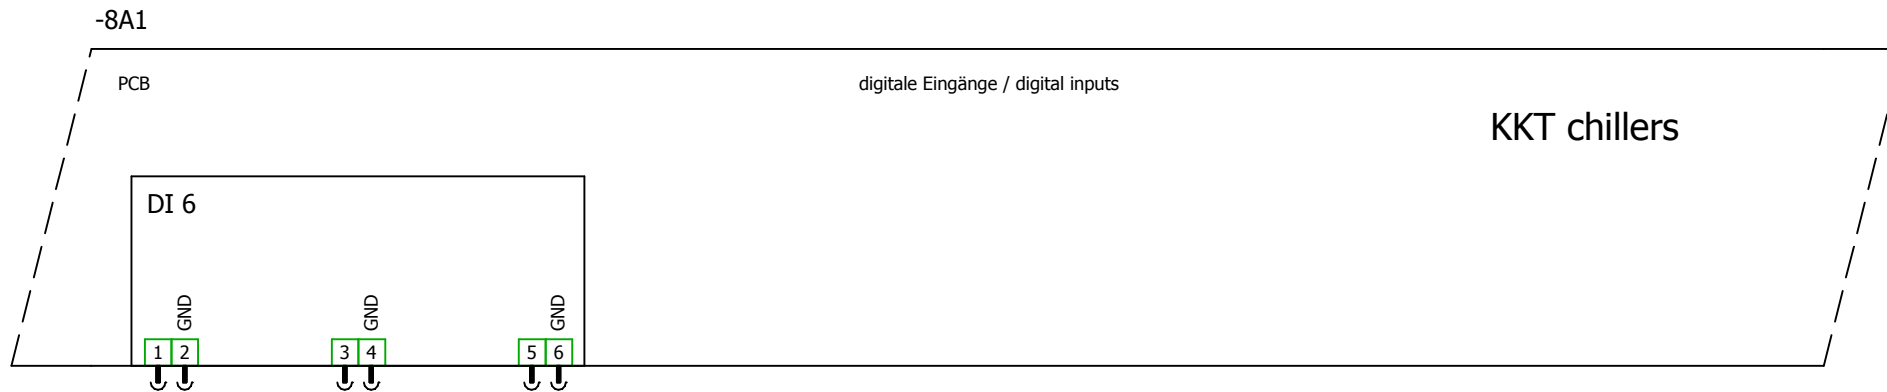 -8A1
PCB
digitale Eingänge / digital inputs
KKT chillers
DI 6
GND GND GND
1 2 3 4 5 6